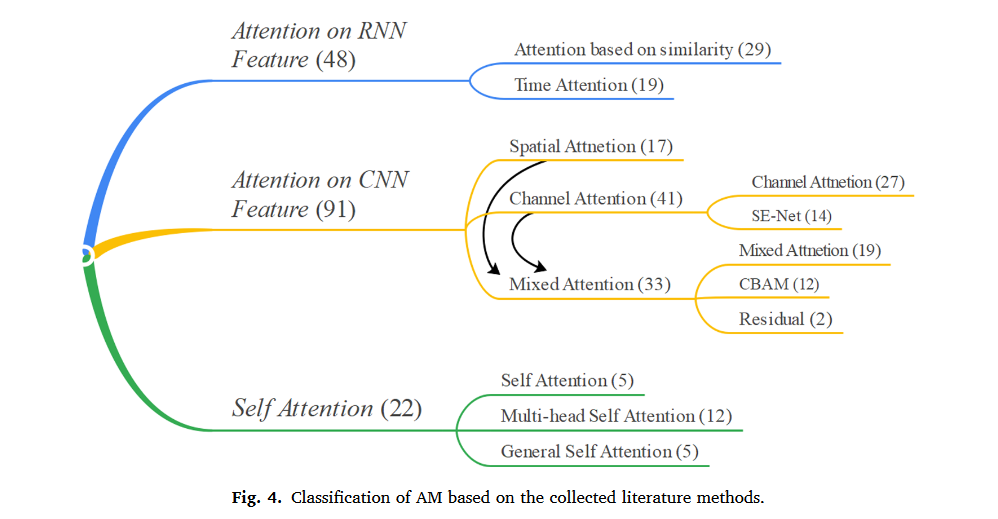 Attention on RNN
Feature (48)
Attention based on similarity (29)
Time Attention (19)
Attention on CNN
Feature (91)
Spatial Attnetion (17)
Channel Attention (41)
Channel Attnetion (27)
SE-Net (14)
Mixed Attention (33)
Mixed Attnetion (19)
CBAM (12)
Residual (2)
Self Attention (22)
Self Attention (5)
Multi-head Self Attention (12)
General Self Attention (5)
Fig. 4. Classification of AM based on the collected literature methods.